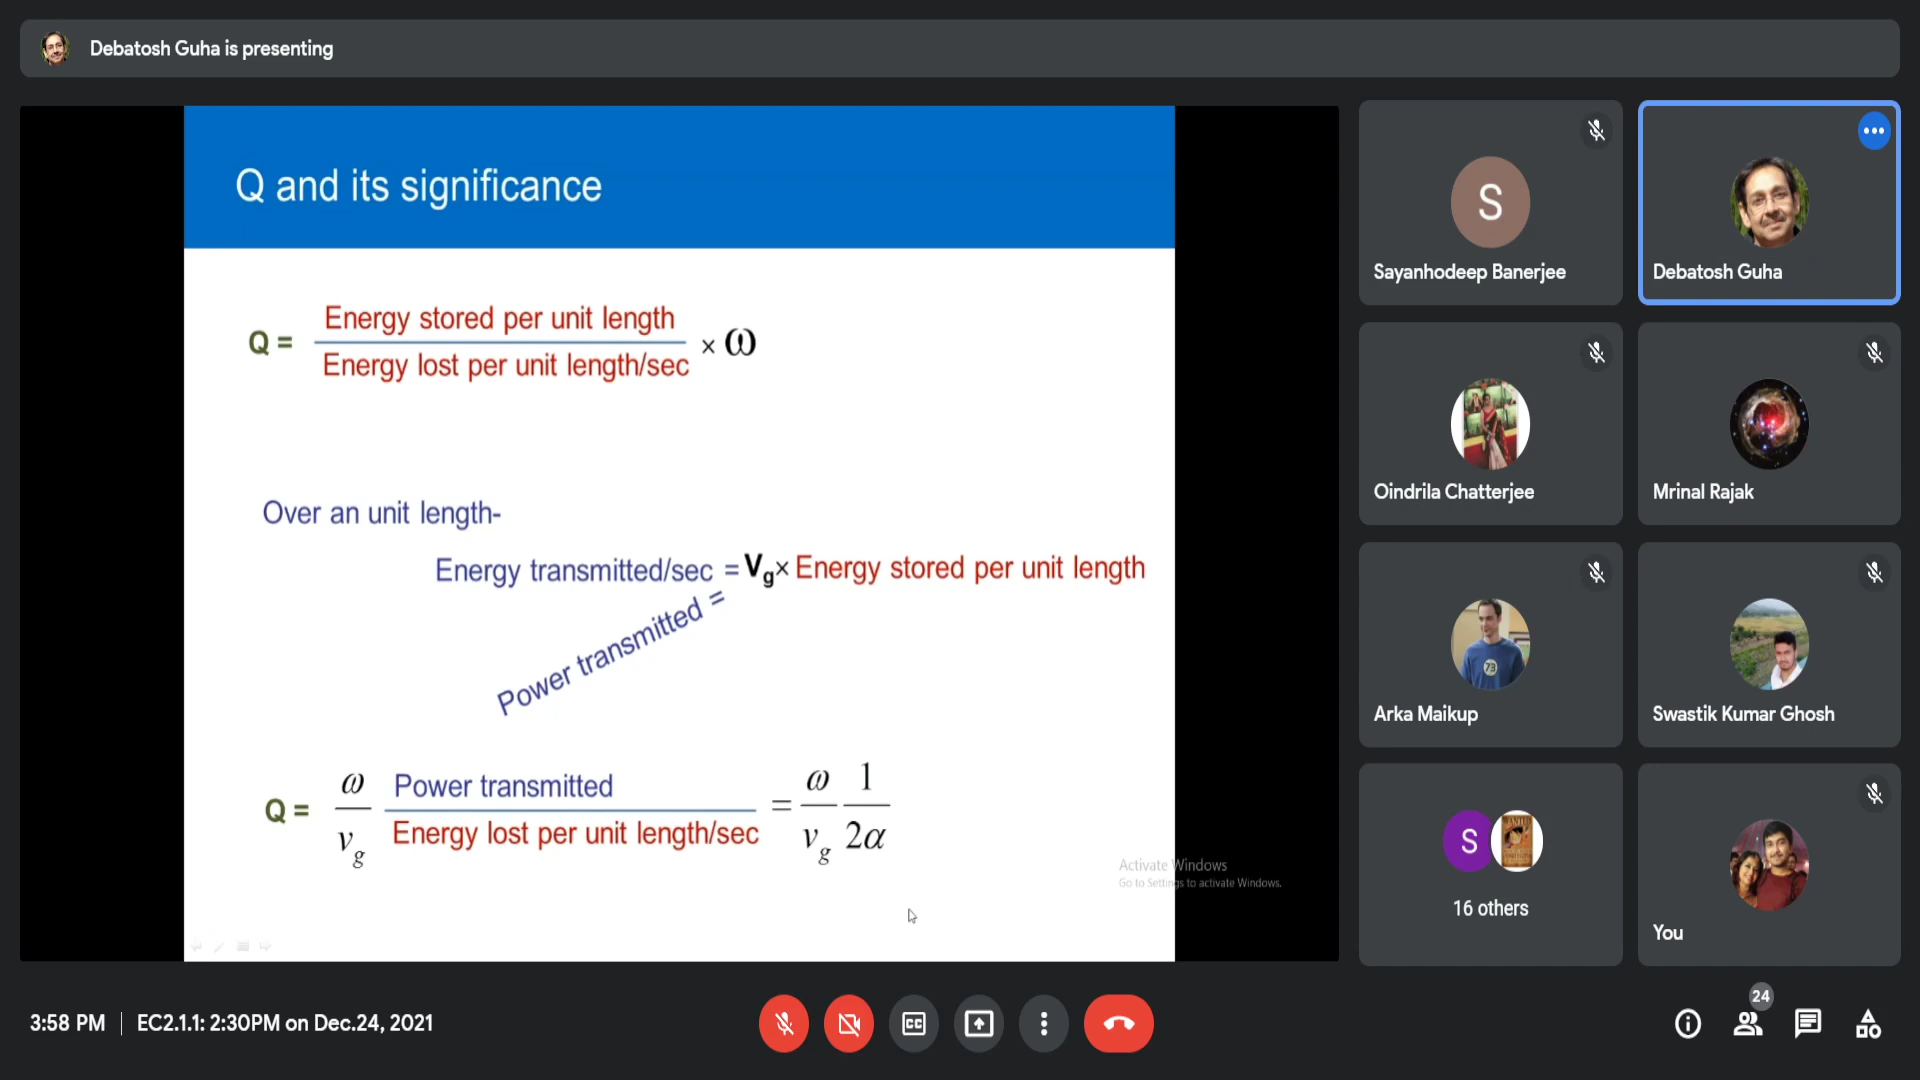 Debatosh Guha is presenting
Q and its significance
Q = Energy stored per unit length / Energy lost per unit length/sec × ω
Over an unit length-
Energy transmitted/sec = Vg× Energy stored per unit length
Power transmitted =
Q = ω/vg Power transmitted / Energy lost per unit length/sec = ω/vg 1/2α
Activate Windows
Go to Settings to activate Windows.
S
Sayanhodeep Banerjee
Debatosh Guha
Oindrila Chatterjee
Mrinal Rajak
73
Arka Maikup
Swastik Kumar Ghosh
S
16 others
You
3:58 PM | EC2.1.1: 2:30PM on Dec.24, 2021
CC
24